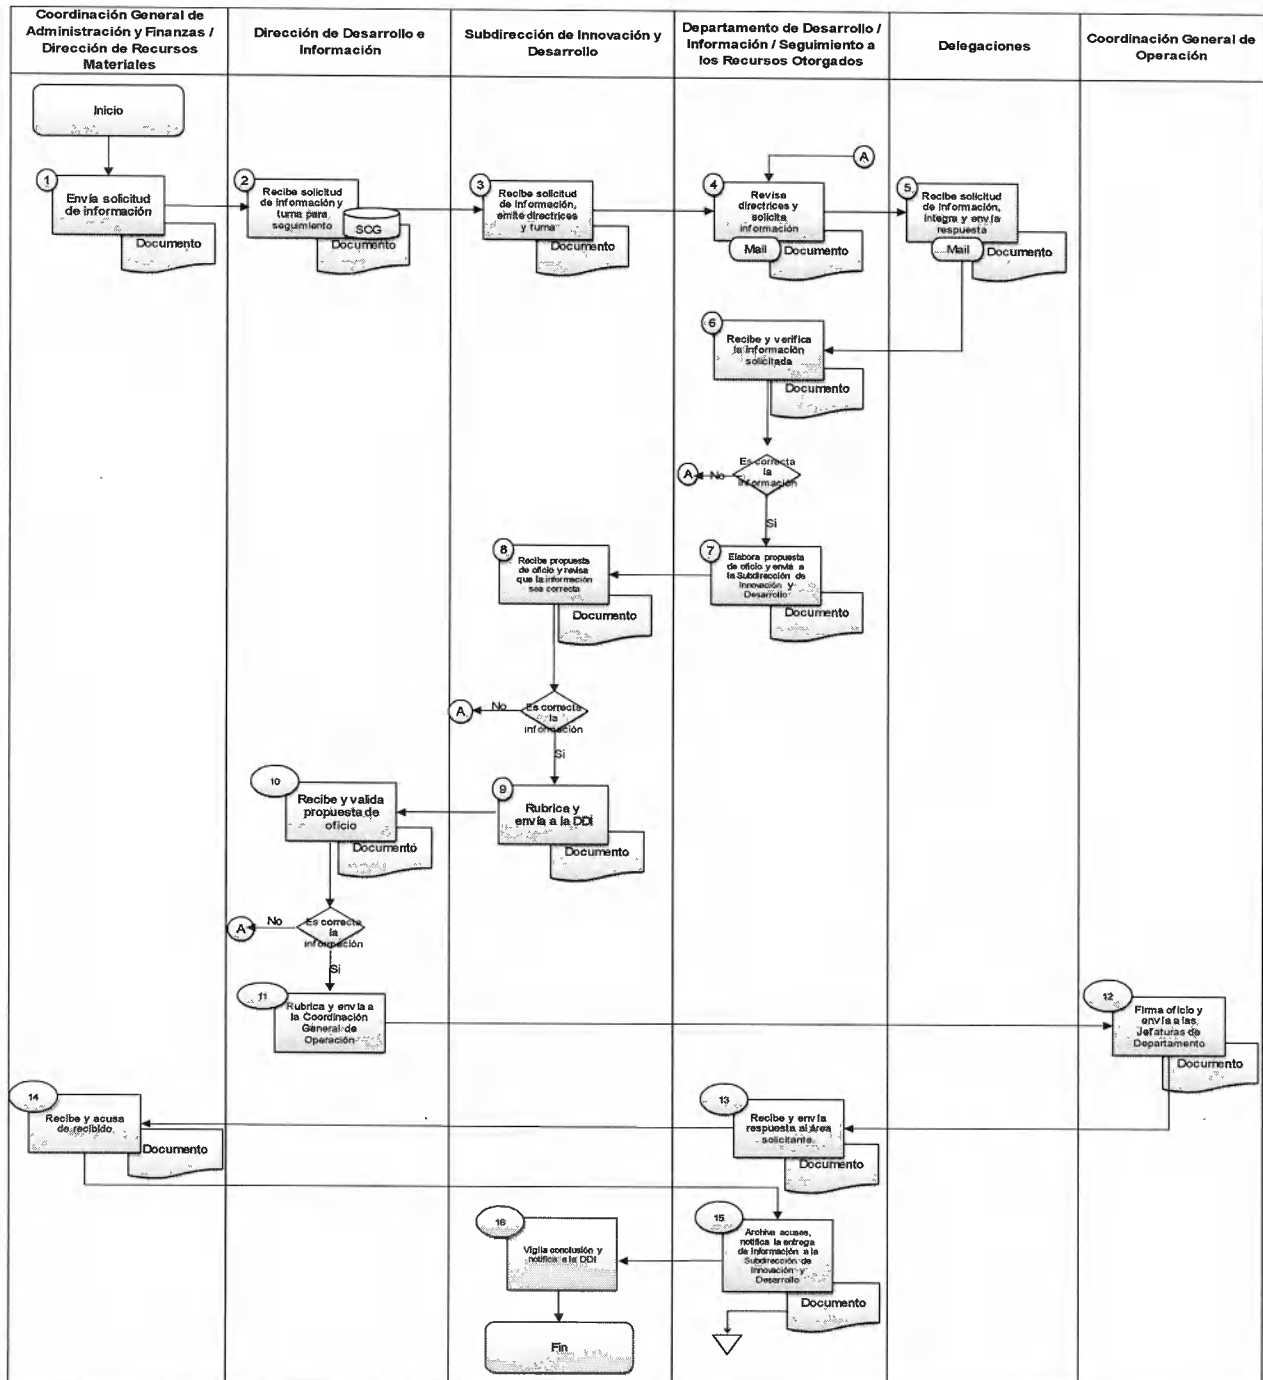 Coordinación General de
Administración y Finanzas /
Dirección de Recursos
Materiales
Dirección de Desarrollo e
Información
Subdirección de Innovación y
Desarrollo
Departamento de Desarrollo /
Información / Seguimiento a
los Recursos Otorgados
Delegaciones
Coordinación General de
Operación
Inicio
1
Envía solicitud
de información
Documento
2
Recibe solicitud
de información y
turna para
seguimiento
SCG
Documento
3
Recibe solicitud
de información,
emite directrices
y turna
Documento
A
4
Revisa
directrices y
solicita
información
Mail
Documento
5
Recibe solicitud
de información,
integra y envía
respuesta
Mail
Documento
6
Recibe y verifica
la información
solicitada
Documento
Es correcta
la
información
No
A
Si
7
Elabora propuesta
de oficio y envía a
la Subdirección de
Innovación y
Desarrollo
Documento
8
Recibe propuesta
de oficio y revisa
que la información
sea correcta
Documento
Es correcta
la
información
No
A
Si
9
Rubrica y
envía a la DDI
Documento
10
Recibe y valida
propuesta de
oficio
Documento
Es correcta
la
información
No
A
Si
11
Rubrica y envía a
la Coordinación
General de
Operación
12
Firma oficio y
envía a las
Jefaturas de
Departamento
Documento
13
Recibe y envía
respuesta al área
solicitante.
Documento
14
Recibe y acusa
de recibido
Documento
15
Archiva acuses,
notifica la entrega
de información a la
Subdirección de
Innovación y
Desarrollo
Documento
16
Vigila conclusión y
notifica a la DDI
Fin